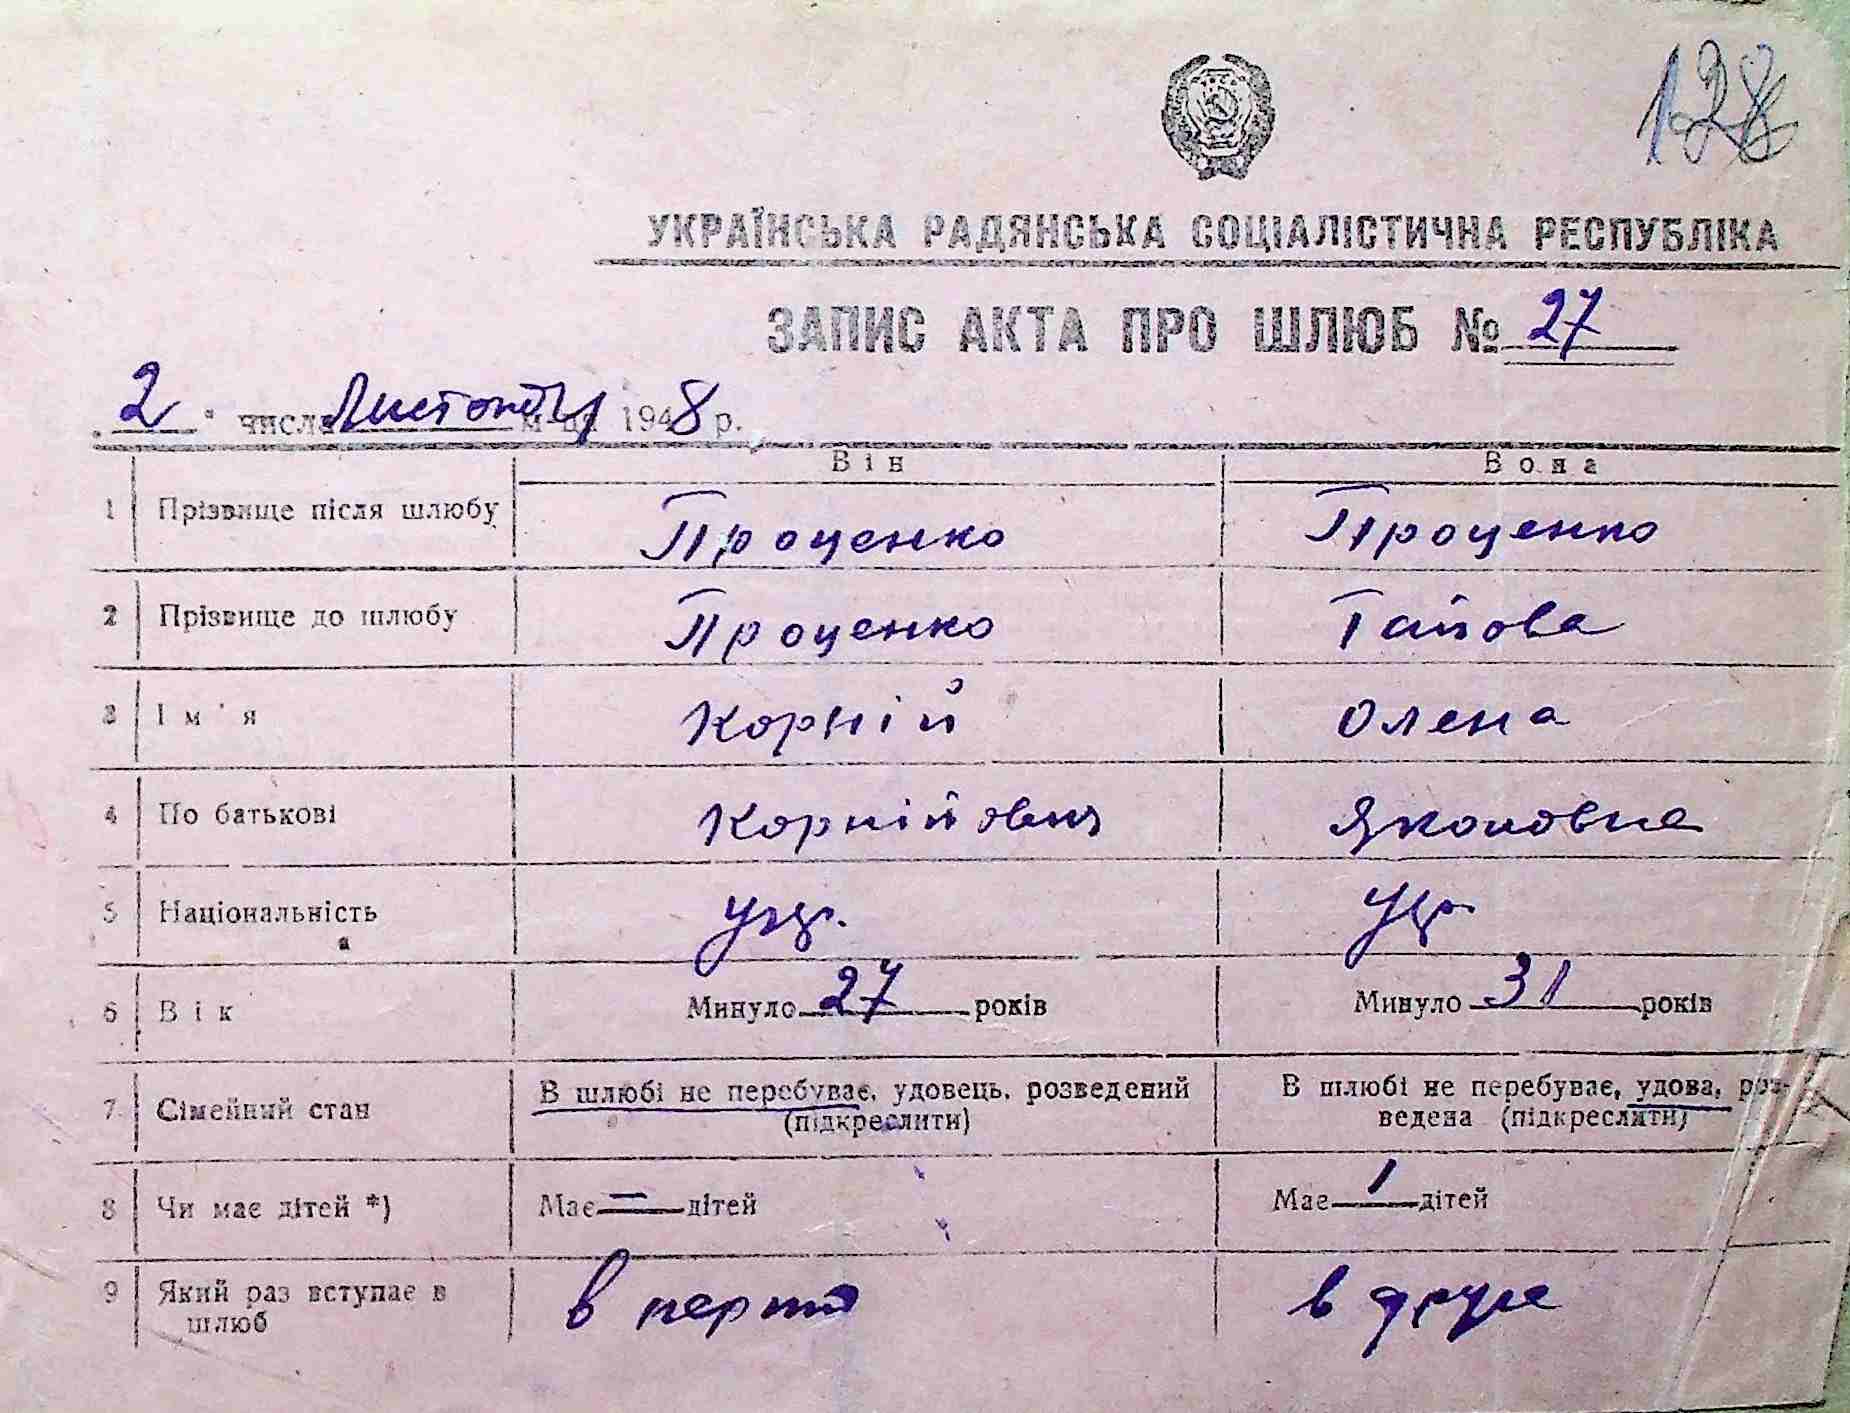 128
УКРАЇНСЬКА РАДЯНСЬКА СОЦІАЛІСТИЧНА РЕСПУБЛІКА
ЗАПИС АКТА ПРО ШЛЮБ № 27
„ 2 " числа Листопада м-ця 1948 р.
Він Вона
1 Прізвище після шлюбу Проценко Проценко
2 Прізвище до шлюбу Проценко
3 Ім'я Корній Олена
4 По батькові Корнійович Якововна
5 Національність укр. Укр.
6 Вік Минуло 27 років Минуло 31 років
7 Сімейний стан В шлюбі не перебуває, удовець, розведений (підкреслити) В шлюбі не перебуває, удова, роз-
ведена (підкреслити)
8 Чи має дітей *) Має — дітей Має 1 дітей
9 Який раз вступає в шлюб в перше в друге